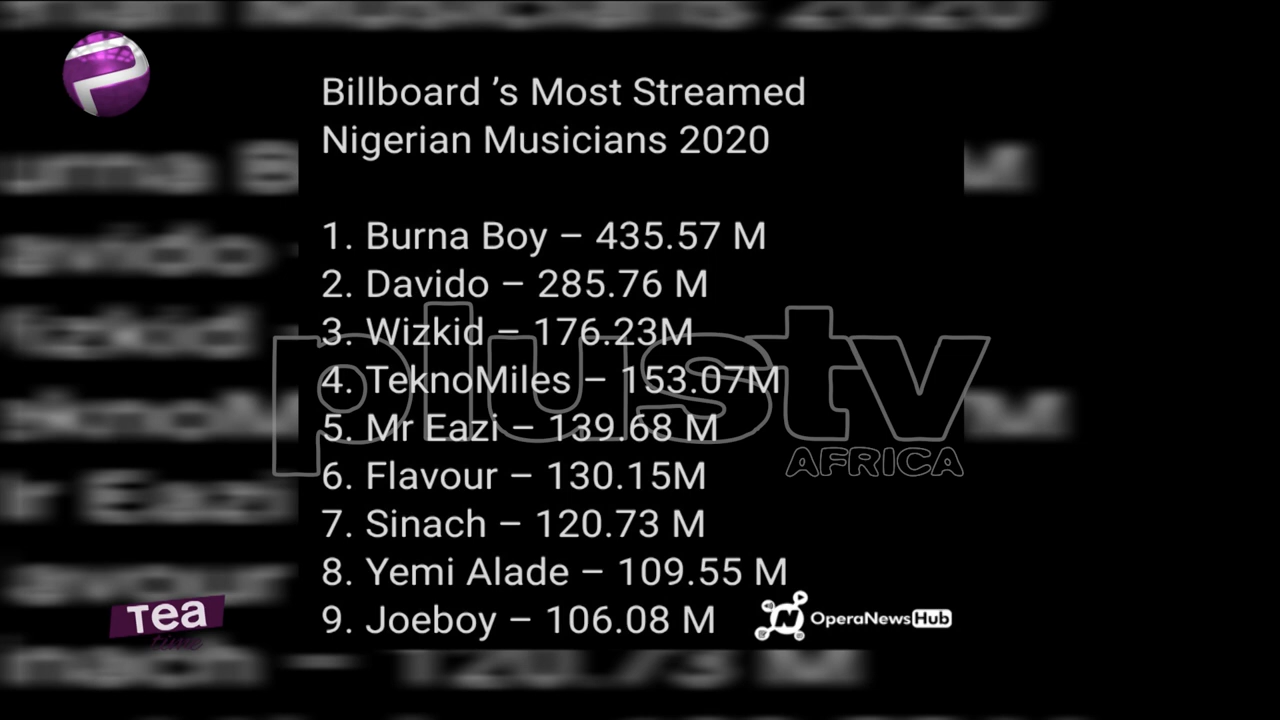 Billboard ’s Most Streamed
Nigerian Musicians 2020
1. Burna Boy – 435.57 M
2. Davido – 285.76 M
3. Wizkid – 176.23M
4. TeknoMiles – 153.07M
5. Mr Eazi – 139.68 M
6. Flavour – 130.15M
7. Sinach – 120.73 M
8. Yemi Alade – 109.55 M
9. Joeboy – 106.08 M
plustv
AFRICA
OperaNewsHub
Tea
time